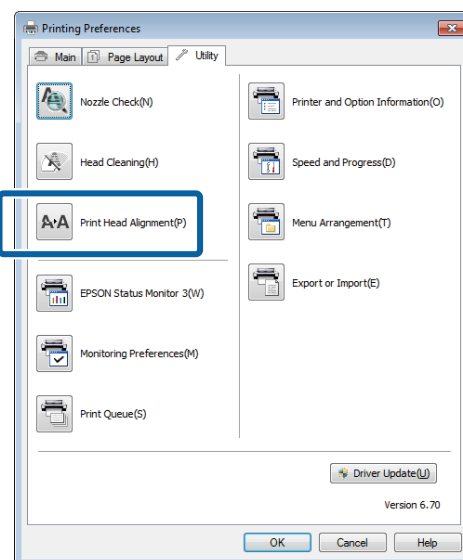 Printing Preferences
Main
Page Layout
Utility
Nozzle Check(N)
Printer and Option Information(O)
Head Cleaning(H)
Speed and Progress(D)
A A Print Head Alignment(P)
Menu Arrangement(T)
EPSON Status Monitor 3(W)
Export or Import(E)
Monitoring Preferences(M)
Print Queue(S)
Driver Update(U)
Version 6.70
OK
Cancel
Help